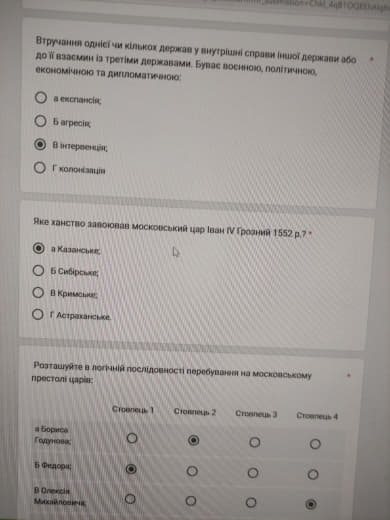 Втручання однієї чи кількох держав у внутрішні справи іншої держави або *
до її взаємин із третіми державами. Буває воєнною, політичною,
економічною та дипломатичною:
а експансія;
Б агресія;
В інтервенція;
Г колонізація
Яке ханство завоював московський цар Іван IV Грозний 1552 р.? *
а Казанське;
Б Сибірське;
В Кримське;
Г Астраханське.
Розташуйте в логічній послідовності перебування на московському *
престолі царів:
Стовпець 1 Стовпець 2 Стовпець 3 Стовпець 4
а Бориса
Годунова;
Б Федора;
В Олексія
Михайловича;